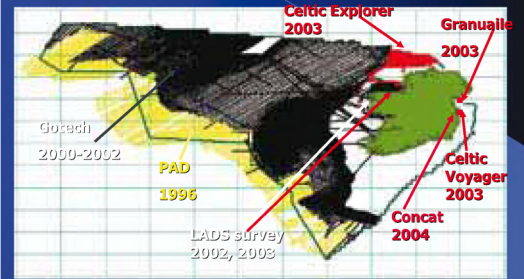 Celtic Explorer
2003
Granuaile
2003
Gotech
2000-2002
PAD
1996
LADS survey
2002, 2003
Celtic
Voyager
2003
Concat
2004